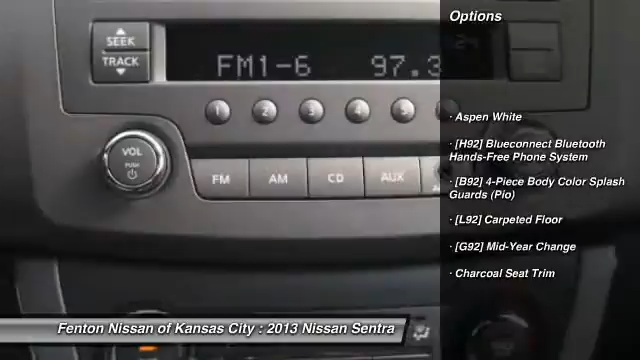 Options
SEEK
TRACK
FM1-6 97.3
24
1 2 3 4 5
VOL
PUSH
FM AM CD AUX
· Aspen White
· [H92] Blueconnect Bluetooth
Hands-Free Phone System
· [B92] 4-Piece Body Color Splash
Guards (Pio)
· [L92] Carpeted Floor
· [G92] Mid-Year Change
· Charcoal Seat Trim
Fenton Nissan of Kansas City : 2013 Nissan Sentra